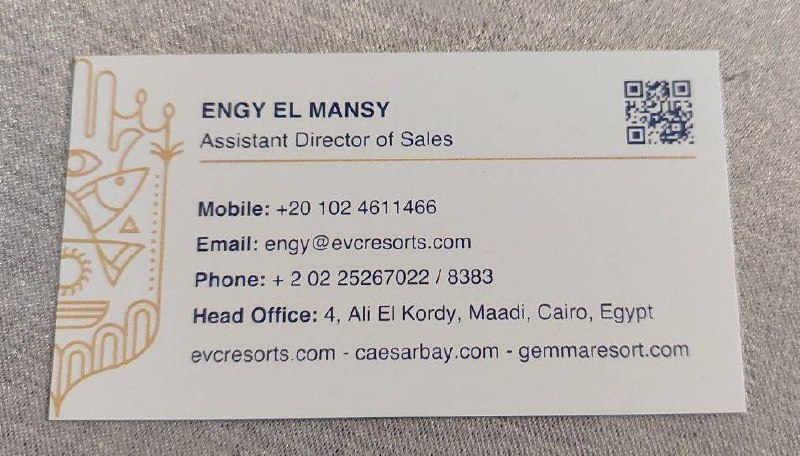 ENGY EL MANSY
Assistant Director of Sales
Mobile: +20 102 4611466
Email: engy@evcresorts.com
Phone: + 2 02 25267022 / 8383
Head Office: 4, Ali El Kordy, Maadi, Cairo, Egypt
evcresorts.com - caesarbay.com - gemmaresort.com